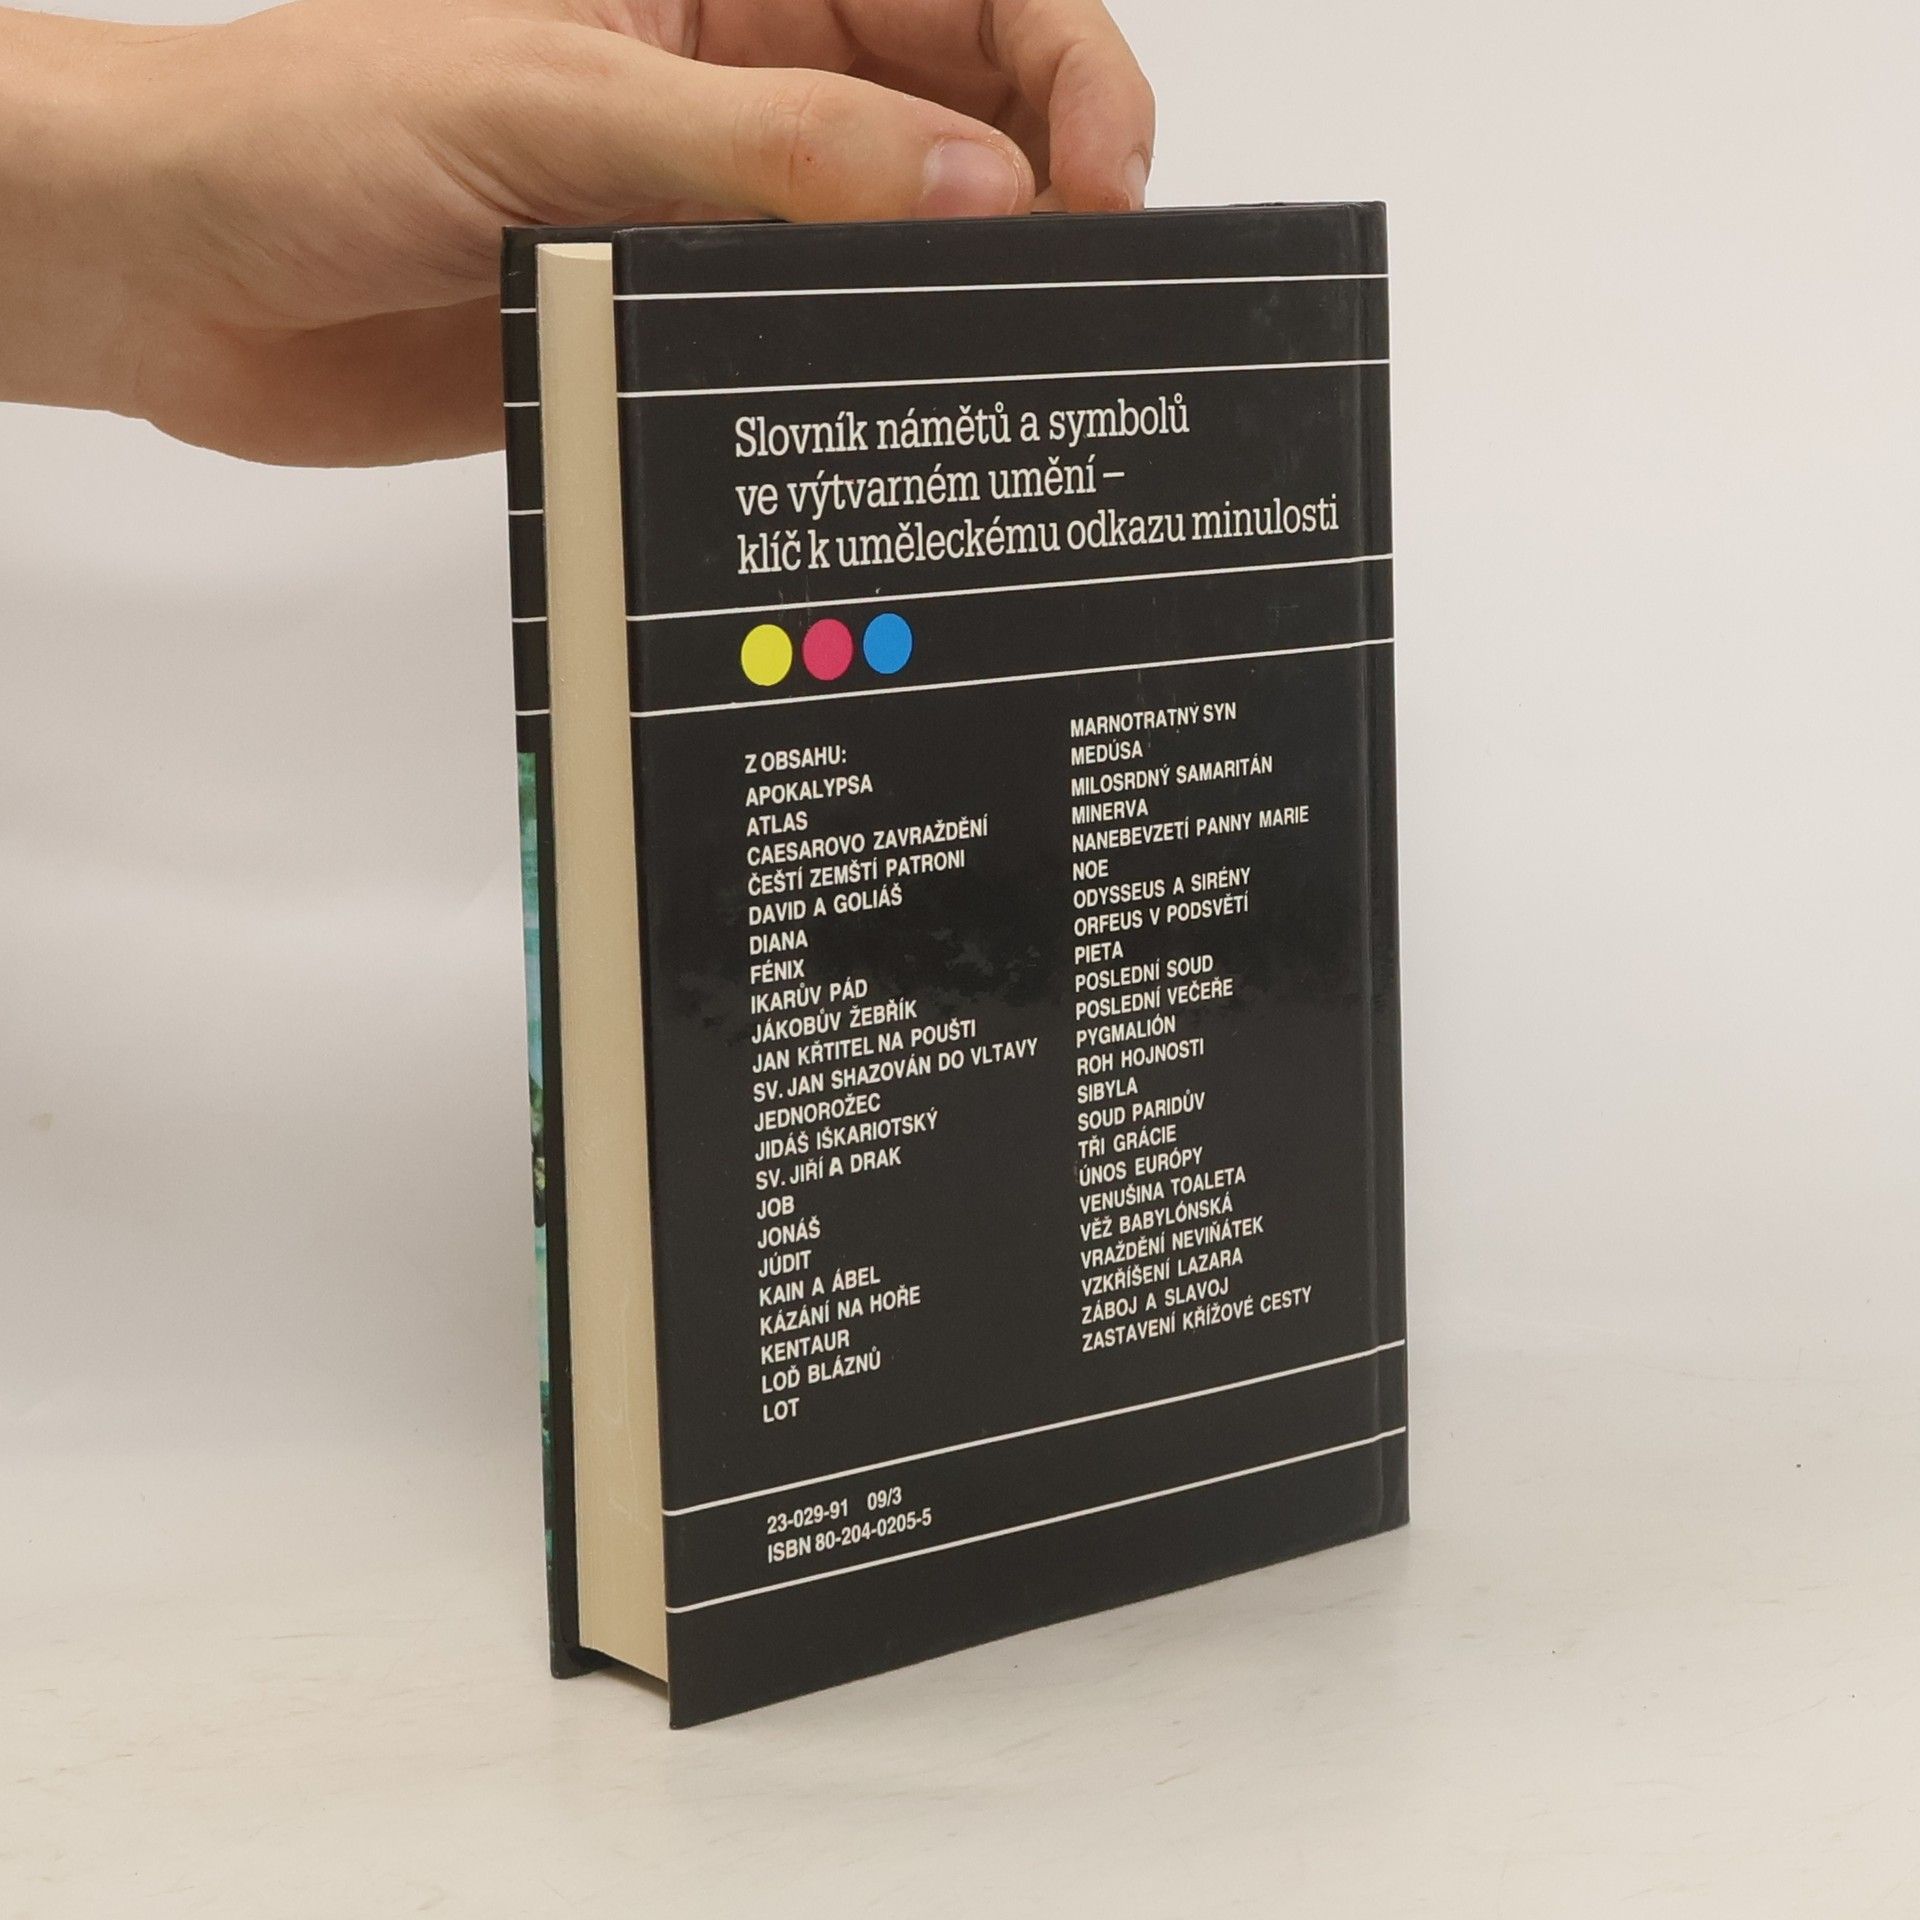 Slovník námětů a symbolů
ve výtvarném umění –
klíč k uměleckému odkazu minulosti
Z OBSAHU:
APOKALYPSA
ATLAS
CAESAROVO ZAVRAŽDĚNÍ
ČEŠTÍ ZEMŠTÍ PATRONI
DAVID A GOLIÁŠ
DIANA
FÉNIX
IKARŮV PÁD
JÁKOBŮV ŽEBŘÍK
JAN KŘTITEL NA POUŠTI
SV. JAN SHAZOVÁN DO VLTAVY
JEDNOROŽEC
JIDÁŠ IŠKARIOTSKÝ
SV. JIŘÍ A DRAK
JOB
JONÁŠ
JÚDIT
KAIN A ÁBEL
KÁZÁNÍ NA HOŘE
KENTAUR
LOĎ BLÁZNŮ
LOT
MARNOTRATNÝ SYN
MEDÚSA
MILOSRDNÝ SAMARITÁN
MINERVA
NANEBEVZETÍ PANNY MARIE
NOE
ODYSSEUS A SIRÉNY
ORFEUS V PODSVĚTÍ
PIETA
POSLEDNÍ SOUD
POSLEDNÍ VEČEŘE
PYGMALIÓN
ROH HOJNOSTI
SIBYLA
SOUD PARIDŮV
TŘI GRÁCIE
ÚNOS EURÓPY
VENUŠINA TOALETA
VĚŽ BABYLÓNSKÁ
VRAŽDĚNÍ NEVIŇÁTEK
VZKŘÍŠENÍ LAZARA
ZÁBOJ A SLAVOJ
ZASTAVENÍ KŘÍŽOVÉ CESTY
23-029-91 09/3
ISBN 80-204-0205-5